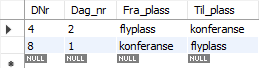 DNr Dag_nr Fra_plass Til_plass
4 2 flyplass konferanse
8 1 konferanse flyplass
NULL NULL NULL NULL